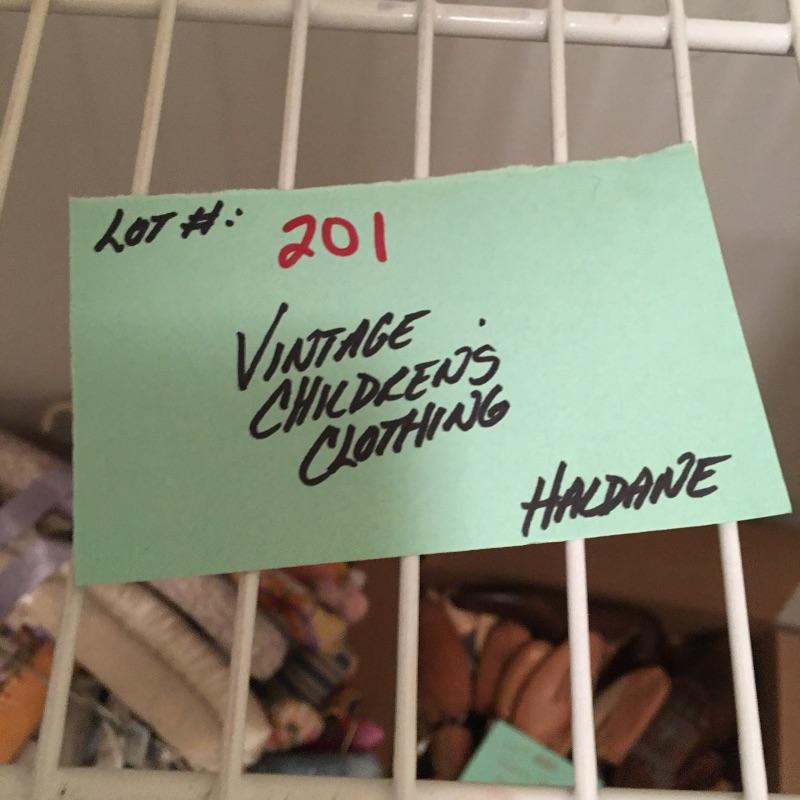 LOT #: 201
VINTAGE
CHILDREN'S
CLOTHING
HALDANE